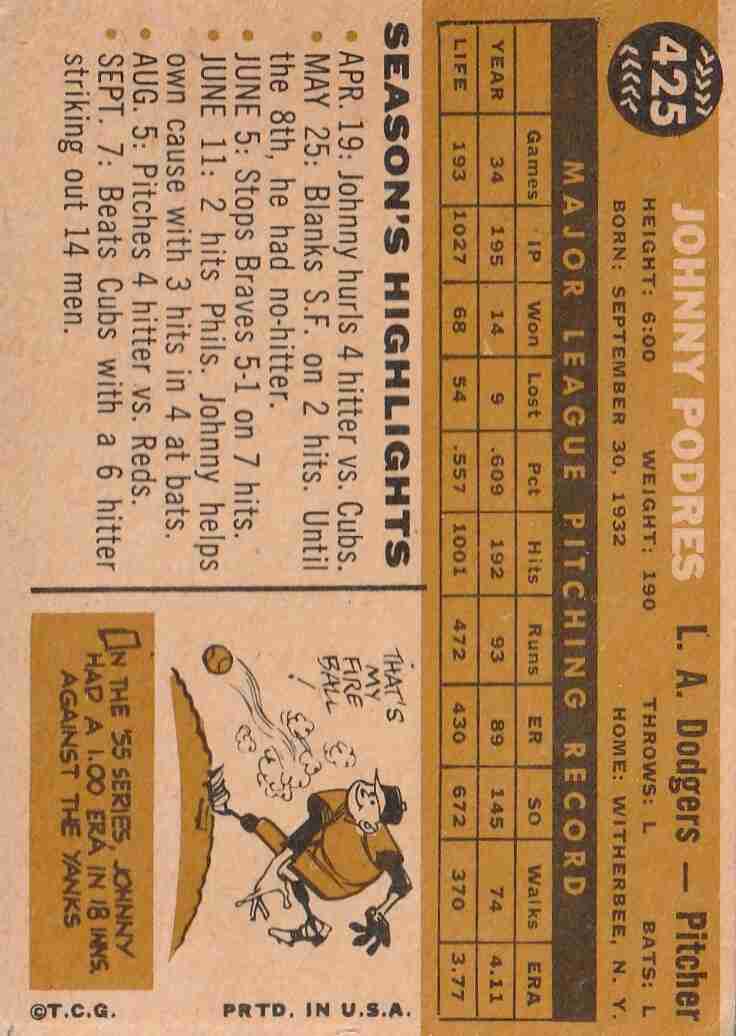 425
JOHNNY PODRES L. A. Dodgers — Pitcher
HEIGHT: 6:00 WEIGHT: 190 THROWS: L BATS: L
BORN: SEPTEMBER 30, 1932 HOME: WITHERBEE, N. Y.
MAJOR LEAGUE PITCHING RECORD
Games IP Won Lost Pct Hits Runs ER SO Walks ERA
YEAR 34 195 14 9 .609 192 93 89 145 74 4.11
LIFE 193 1027 68 54 .557 1001 472 430 672 370 3.77
SEASON'S HIGHLIGHTS
• APR. 19: Johnny hurls 4 hitter vs. Cubs.
• MAY 25: Blanks S.F. on 2 hits. Until
the 8th, he had no-hitter.
• JUNE 5: Stops Braves 5-1 on 7 hits.
• JUNE 11: 2 hits Phils. Johnny helps
own cause with 3 hits in 4 at bats.
• AUG. 5: Pitches 4 hitter vs. Reds.
• SEPT. 7: Beats Cubs with a 6 hitter
striking out 14 men.
THAT'S
MY
FIRE
BALL!
IN THE '55 SERIES, JOHNNY
HAD A 1.00 ERA IN 18 INNS.
AGAINST THE YANKS
©T.C.G. PRTD. IN U.S.A.